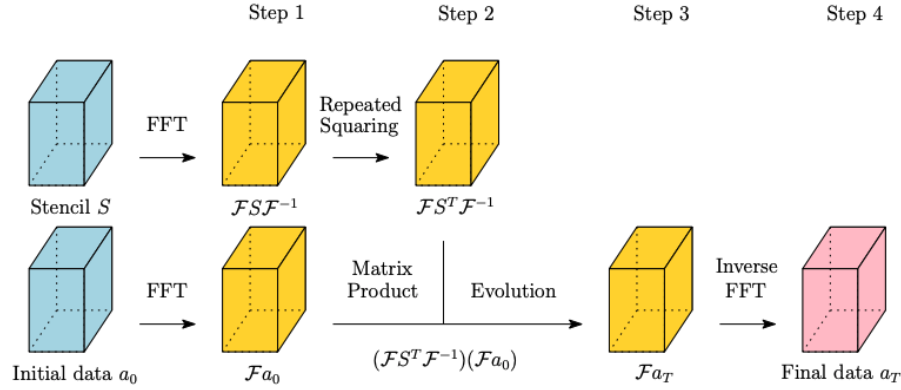 Step 1 Step 2 Step 3 Step 4
FFT
Repeated
Squaring
Stencil S
ℱSℱ⁻¹
ℱSᵀℱ⁻¹
FFT
Matrix
Product
Evolution
Inverse
FFT
Initial data a₀
ℱa₀
(ℱSᵀℱ⁻¹)(ℱa₀)
ℱa_T
Final data a_T